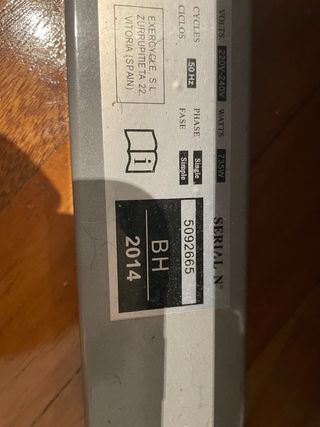 VOLTS 220V-240V WATTS 735W
CYCLES PHASE Single
CICLOS 50 Hz FASE Simple
EXERCYCLE, S.L.
ZURRUPITIETA 22.
VITORIA (SPAIN)
SERIAL Nº
5092665
BH
2014